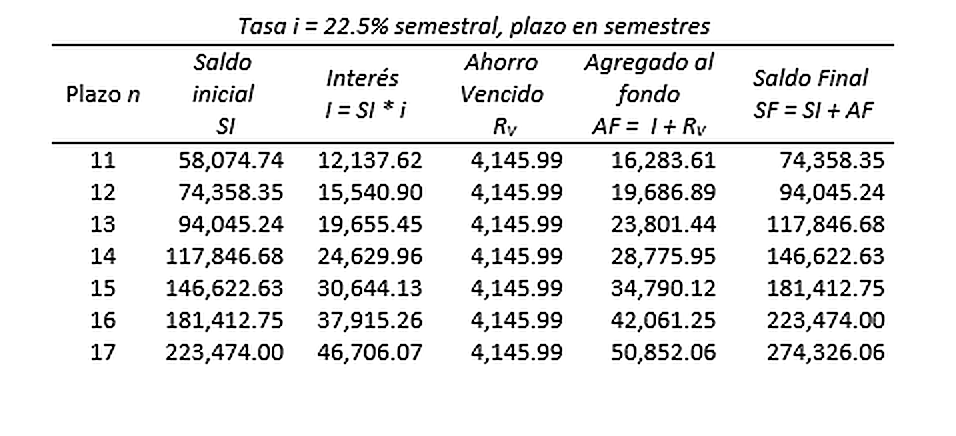 Tasa i = 22.5% semestral, plazo en semestres
Plazo n Saldo inicial SI Interés I = SI * i Ahorro Vencido Rv Agregado al fondo AF = I + Rv Saldo Final SF = SI + AF
11 58,074.74 12,137.62 4,145.99 16,283.61 74,358.35
12 74,358.35 15,540.90 4,145.99 19,686.89 94,045.24
13 94,045.24 19,655.45 4,145.99 23,801.44 117,846.68
14 117,846.68 24,629.96 4,145.99 28,775.95 146,622.63
15 146,622.63 30,644.13 4,145.99 34,790.12 181,412.75
16 181,412.75 37,915.26 4,145.99 42,061.25 223,474.00
17 223,474.00 46,706.07 4,145.99 50,852.06 274,326.06